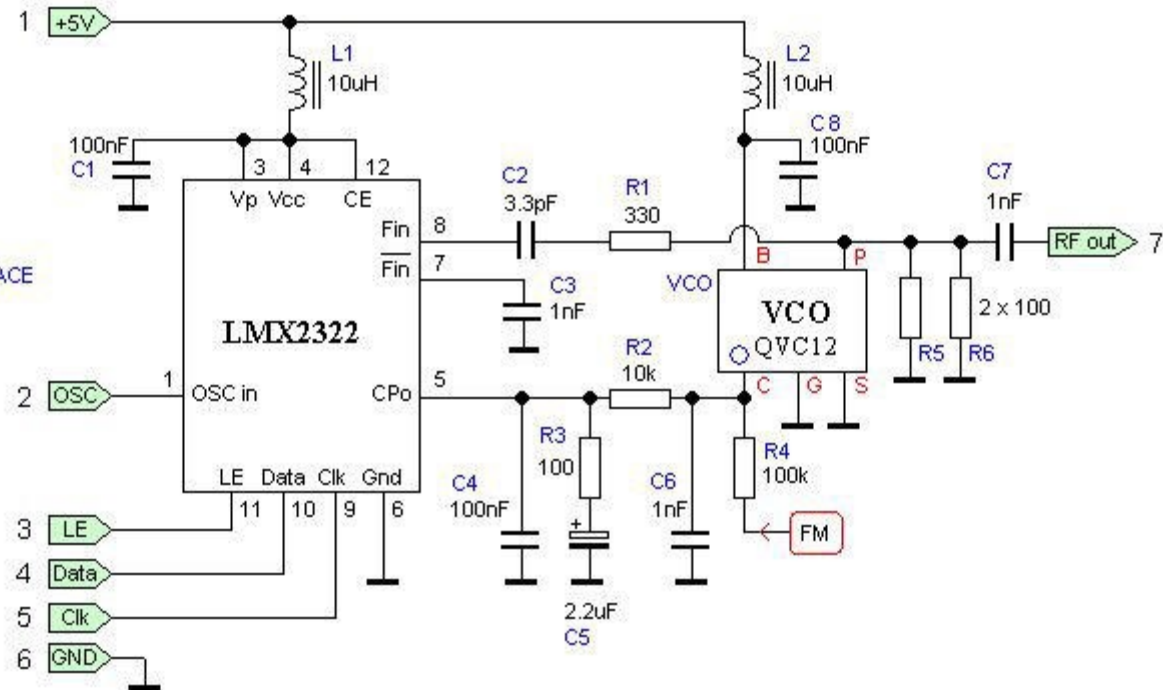 1 +5V
L1
10uH
L2
10uH
100nF
C1
C8
100nF
3 4 12
Vp Vcc CE
C2
3.3pF
R1
330
C7
1nF
Fin 8
Fin 7
RF out 7
B P
ACE
C3
1nF
VCO
VCO
QVC12
2 x 100
R5 R6
LMX2322
R2
10k
2 OSC
1
OSC in
CPo 5
C G S
R3
100
R4
100k
LE Data Clk Gnd
11 10 9 6
C4
100nF
C6
1nF
+
FM
3 LE
4 Data
5 Clk
6 GND
2.2uF
C5